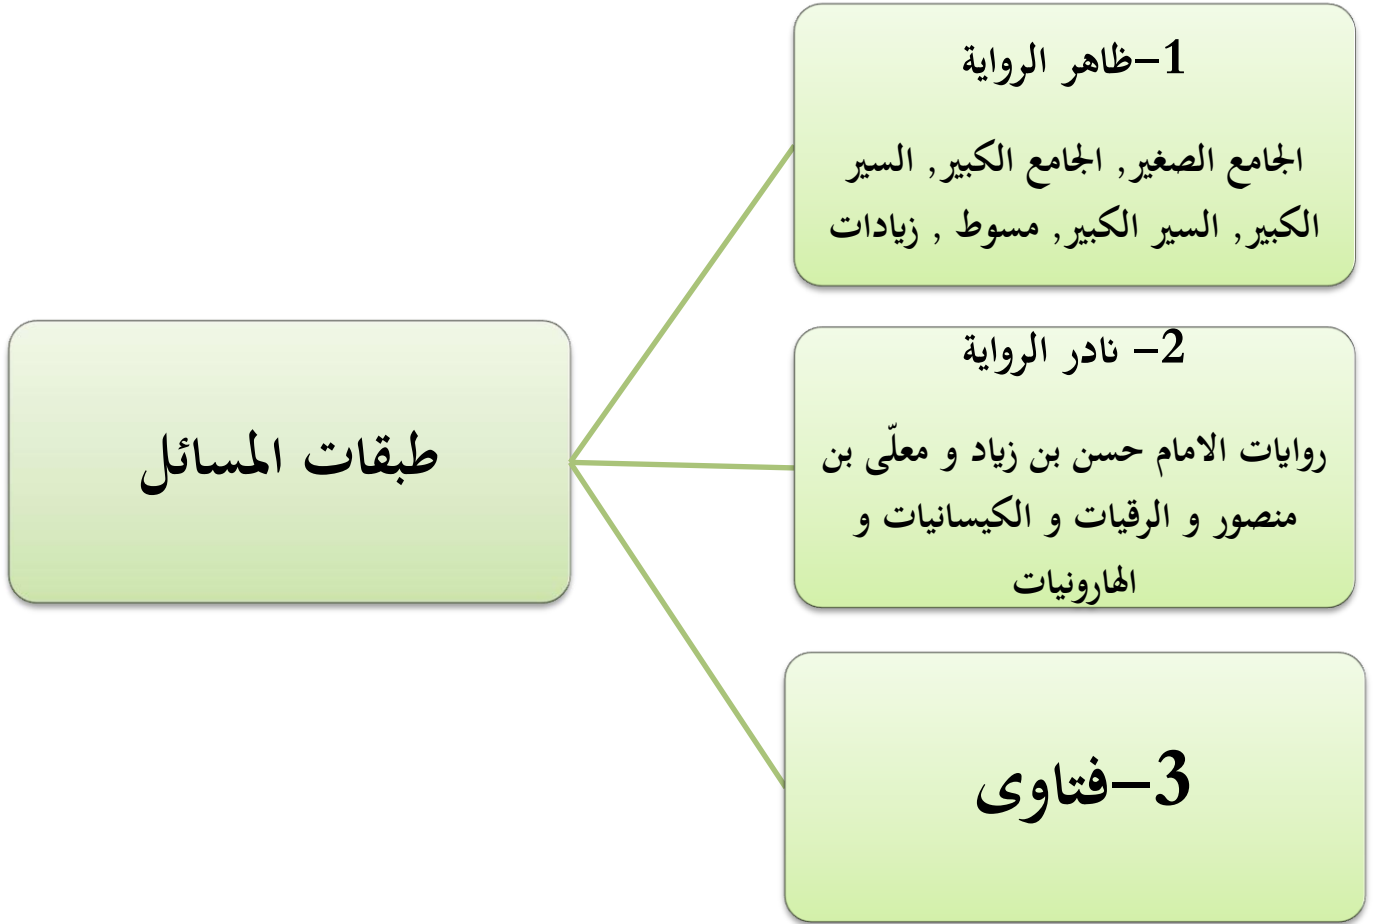 طبقات المسائل
1-ظاهر الرواية
الجامع الصغير, الجامع الكبير, السير
الكبير, السير الكبير, مسوط , زيادات
2- نادر الرواية
روايات الامام حسن بن زياد و معلّى بن
منصور و الرقيات و الكيسانيات و
الهارونيات
3-فتاوى